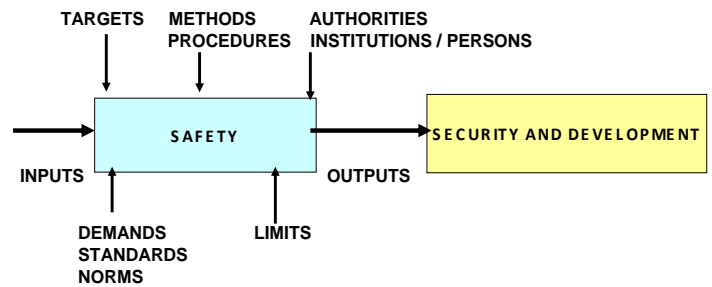 TARGETS
METHODS
PROCEDURES
AUTHORITIES
INSTITUTIONS / PERSONS
SAFETY
SECURITY AND DEVELOPMENT
INPUTS
OUTPUTS
DEMANDS
STANDARDS
NORMS
LIMITS